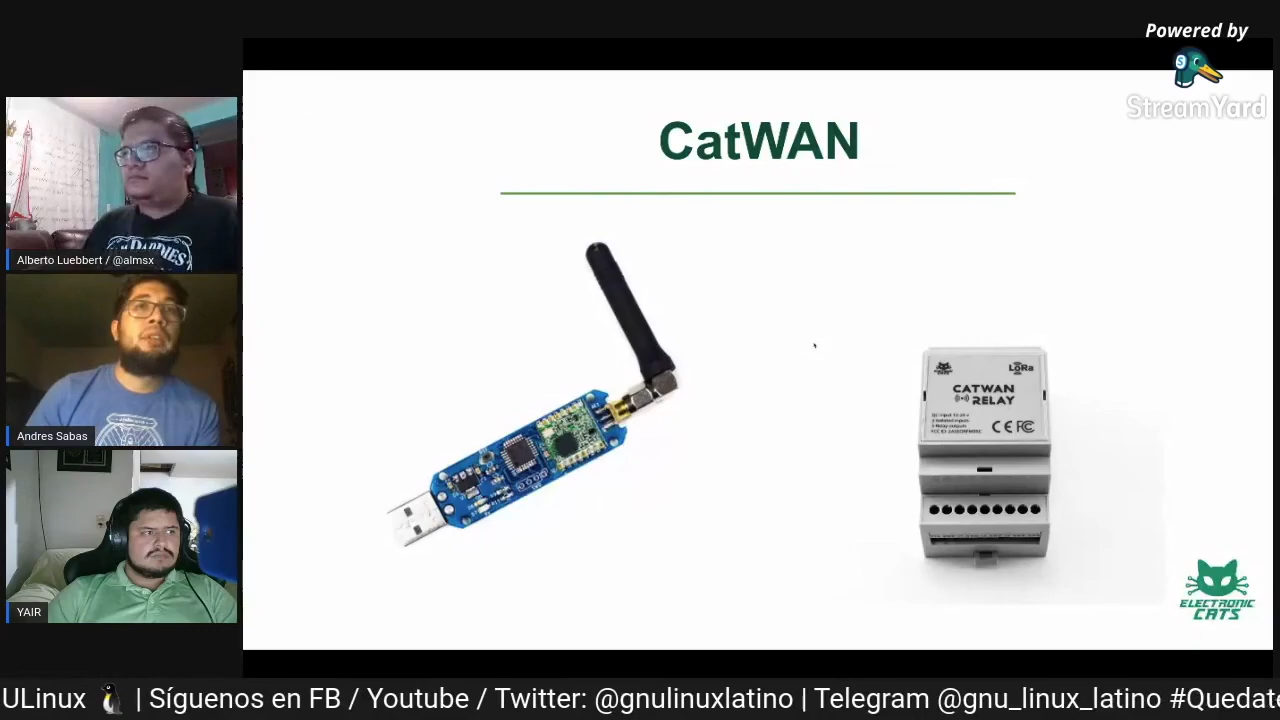 Powered by
StreamYard
CatWAN
Alberto Luebbert / @almsx
Andres Sabas
YAIR
LoRa
CATWAN
RELAY
CE FC
ELECTRONIC
CATS
ULinux 🐧 | Síguenos en FB / Youtube / Twitter: @gnulinuxlatino | Telegram @gnu_linux_latino #Quedate